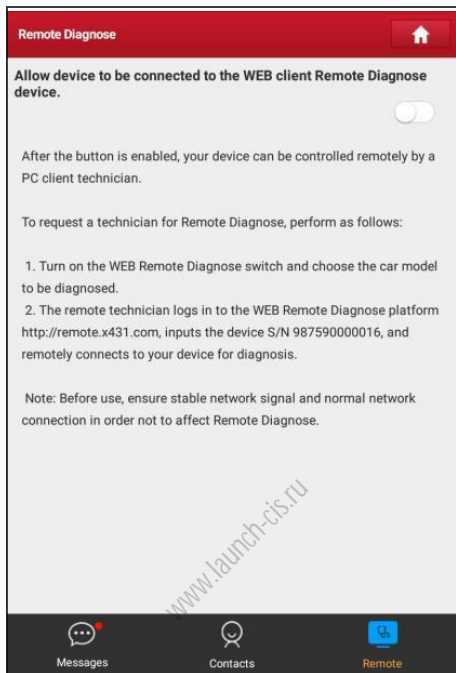 Remote Diagnose
Allow device to be connected to the WEB client Remote Diagnose
device.
After the button is enabled, your device can be controlled remotely by a
PC client technician.
To request a technician for Remote Diagnose, perform as follows:
1. Turn on the WEB Remote Diagnose switch and choose the car model
to be diagnosed.
2. The remote technician logs in to the WEB Remote Diagnose platform
http://remote.x431.com, inputs the device S/N 987590000016, and
remotely connects to your device for diagnosis.
Note: Before use, ensure stable network signal and normal network
connection in order not to affect Remote Diagnose.
www.launch-cis.ru
Messages
Contacts
Remote